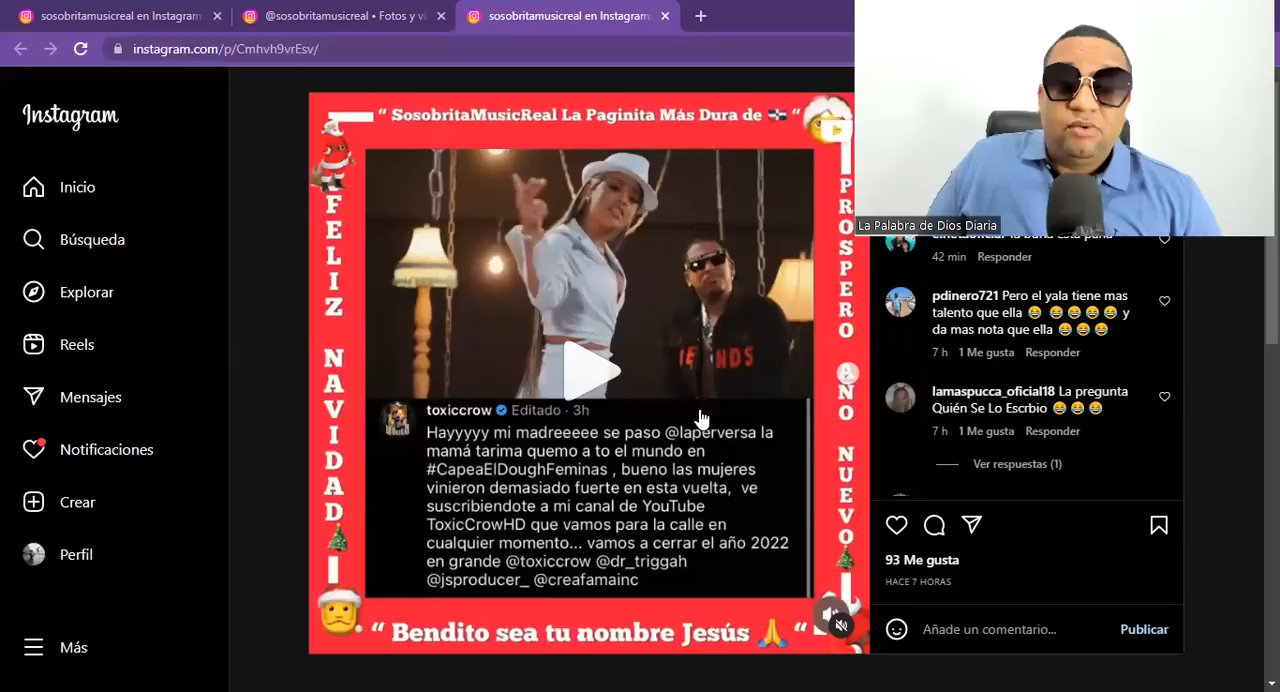 sosobritamusicreal en Instagram
@sosobritamusicreal • Fotos y vi
sosobritamusicreal en Instagram
instagram.com/p/Cmhvh9vrEsv/
Instagram
Inicio
Búsqueda
Explorar
Reels
Mensajes
Notificaciones
Crear
Perfil
Más
“ SosobritaMusicReal La Paginita Más Dura de 🇩🇴 “
FELIZ NAVIDAD
PROSPERO AÑO NUEVO
toxiccrow Editado · 3h
Hayyyyy mi madreeeee se paso @laperversa la
mamá tarima quemo a to el mundo en
#CapeaElDoughFeminas , bueno las mujeres
vinieron demasiado fuerte en esta vuelta, ve
suscribiendote a mi canal de YouTube
ToxicCrowHD que vamos para la calle en
cualquier momento... vamos a cerrar el año 2022
en grande @toxiccrow @dr_triggah
@jsproducer_ @creafamainc
“ Bendito sea tu nombre Jesús 🙏 “
La Palabra de Dios Diaria
42 min Responder
pdinero721 Pero el yala tiene mas
talento que ella 😂 😂😂😂😂 y
da mas nota que ella 😂😂😂
7 h 1 Me gusta Responder
lamaspucca_oficial18 La pregunta
Quién Se Lo Escrbio 😂😂😂
7 h 1 Me gusta Responder
Ver respuestas (1)
93 Me gusta
HACE 7 HORAS
Añade un comentario...
Publicar